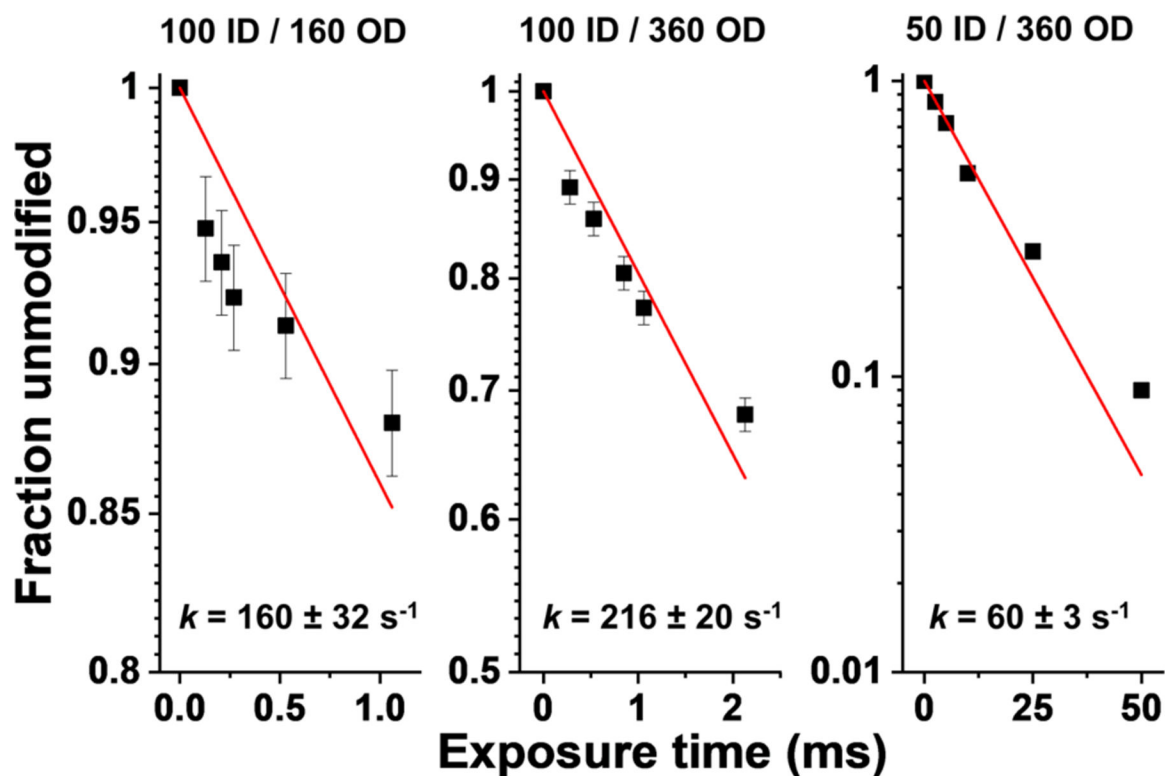 100 ID / 160 OD
100 ID / 360 OD
50 ID / 360 OD
Fraction unmodified
1
0.95
0.9
0.85
0.8
0.0
0.5
1.0
k = 160 ± 32 s-1
1
0.9
0.8
0.7
0.6
0.5
0
1
2
k = 216 ± 20 s-1
1
0.1
0.01
0
25
50
k = 60 ± 3 s-1
Exposure time (ms)